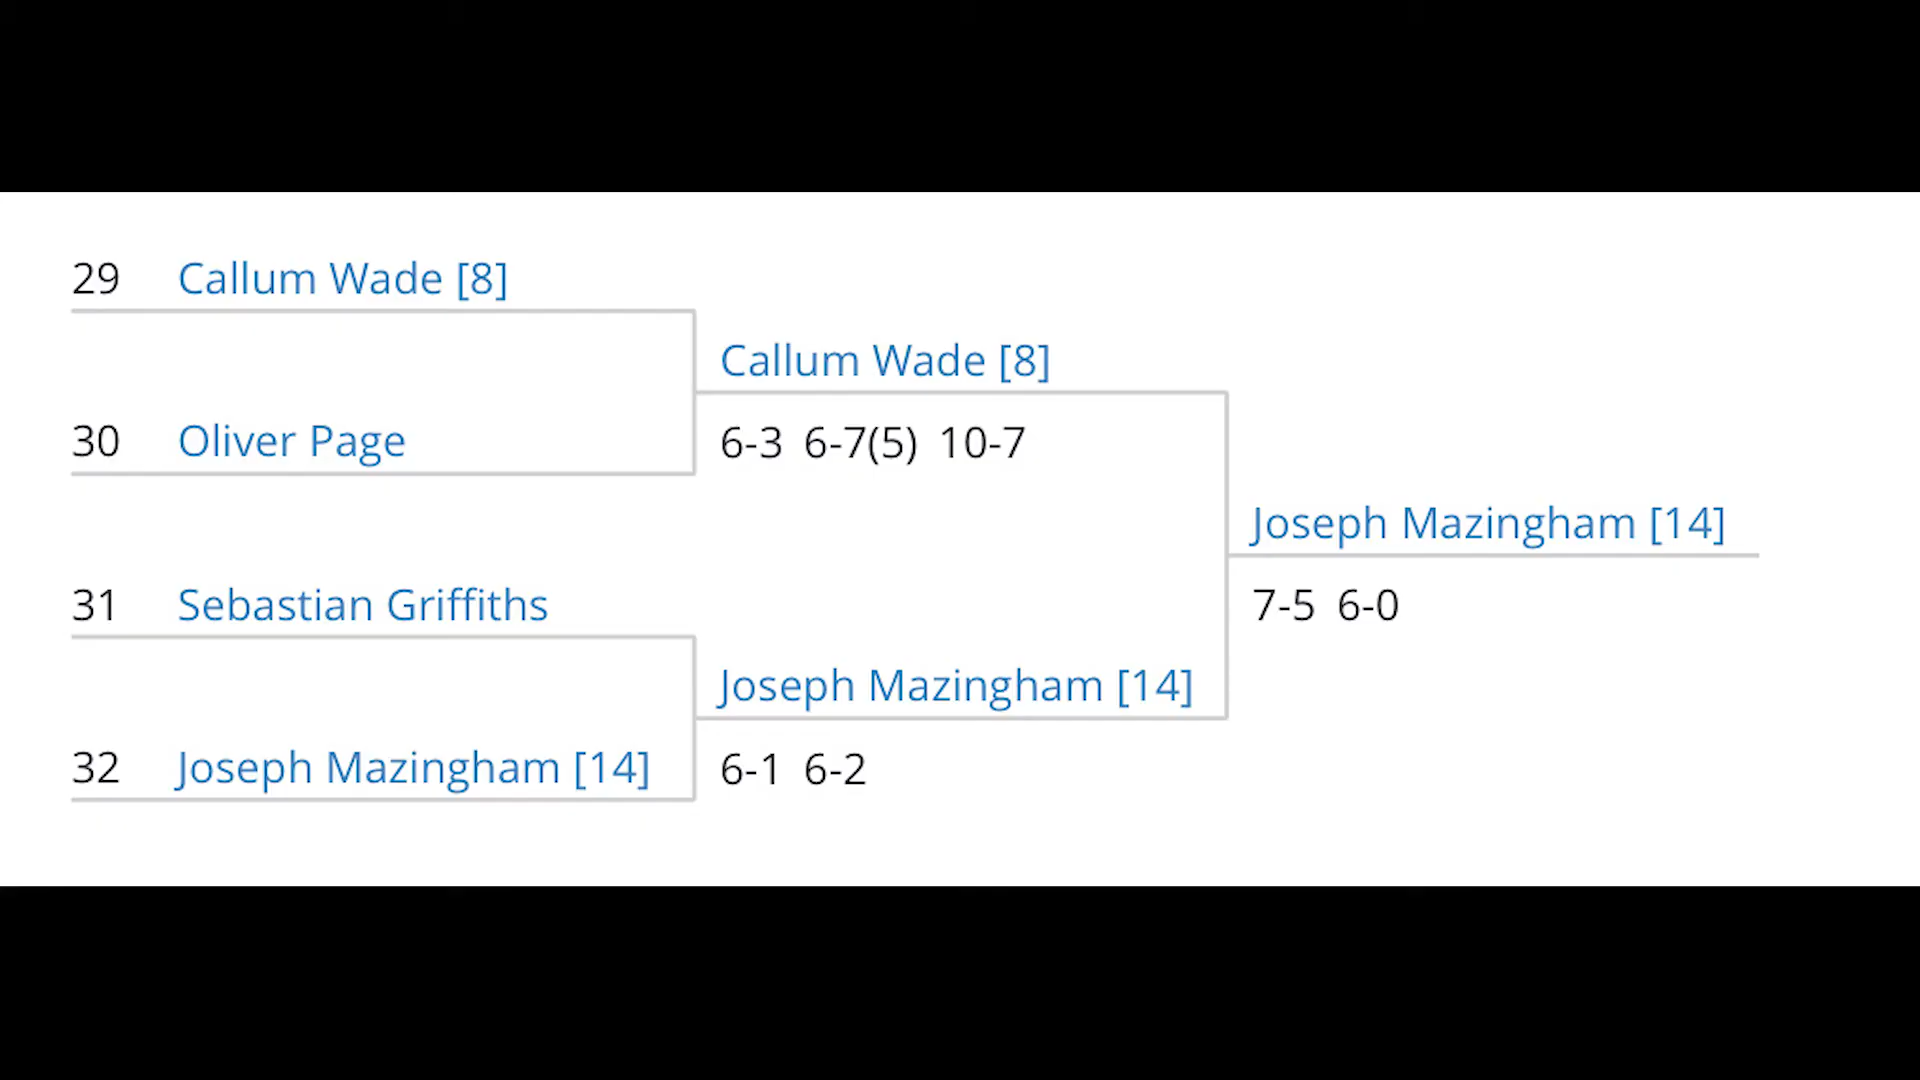 29 Callum Wade [8]
Callum Wade [8]
30 Oliver Page
6-3 6-7(5) 10-7
Joseph Mazingham [14]
31 Sebastian Griffiths
7-5 6-0
Joseph Mazingham [14]
32 Joseph Mazingham [14]
6-1 6-2